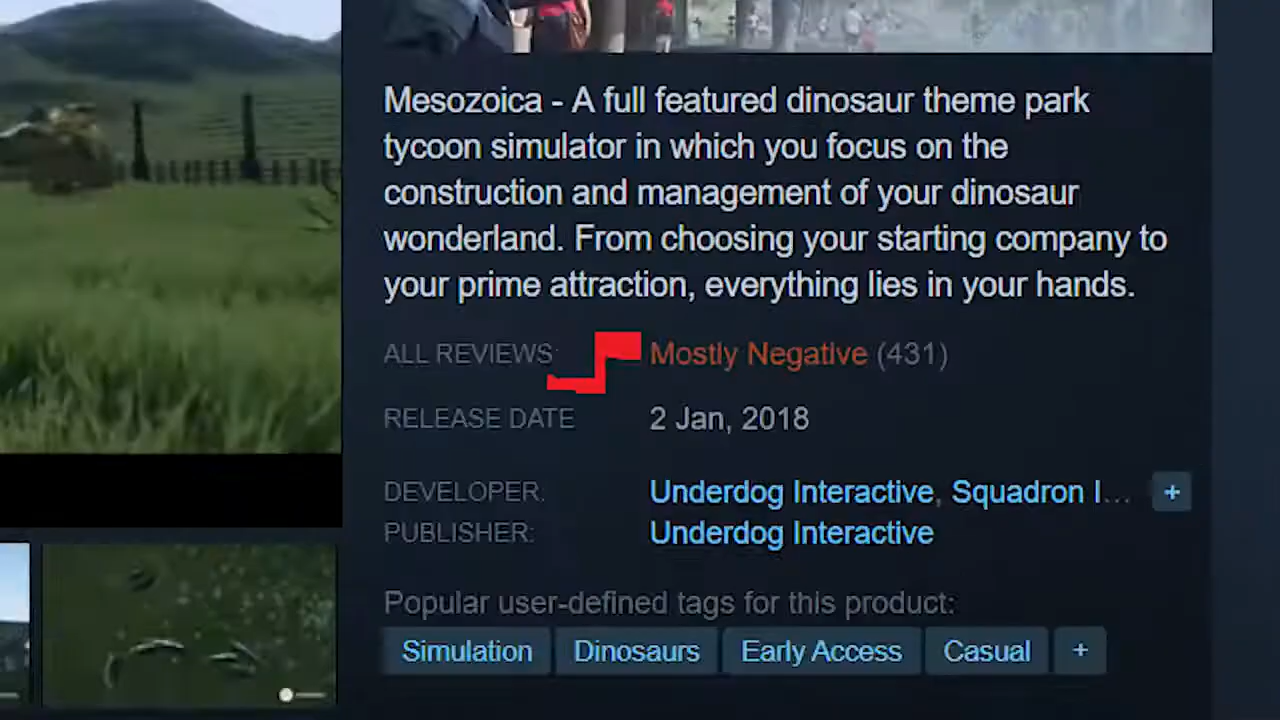 Mesozoica - A full featured dinosaur theme park
tycoon simulator in which you focus on the
construction and management of your dinosaur
wonderland. From choosing your starting company to
your prime attraction, everything lies in your hands.
ALL REVIEWS: Mostly Negative (431)
RELEASE DATE 2 Jan, 2018
DEVELOPER: Underdog Interactive, Squadron I... +
PUBLISHER: Underdog Interactive
Popular user-defined tags for this product:
Simulation Dinosaurs Early Access Casual +